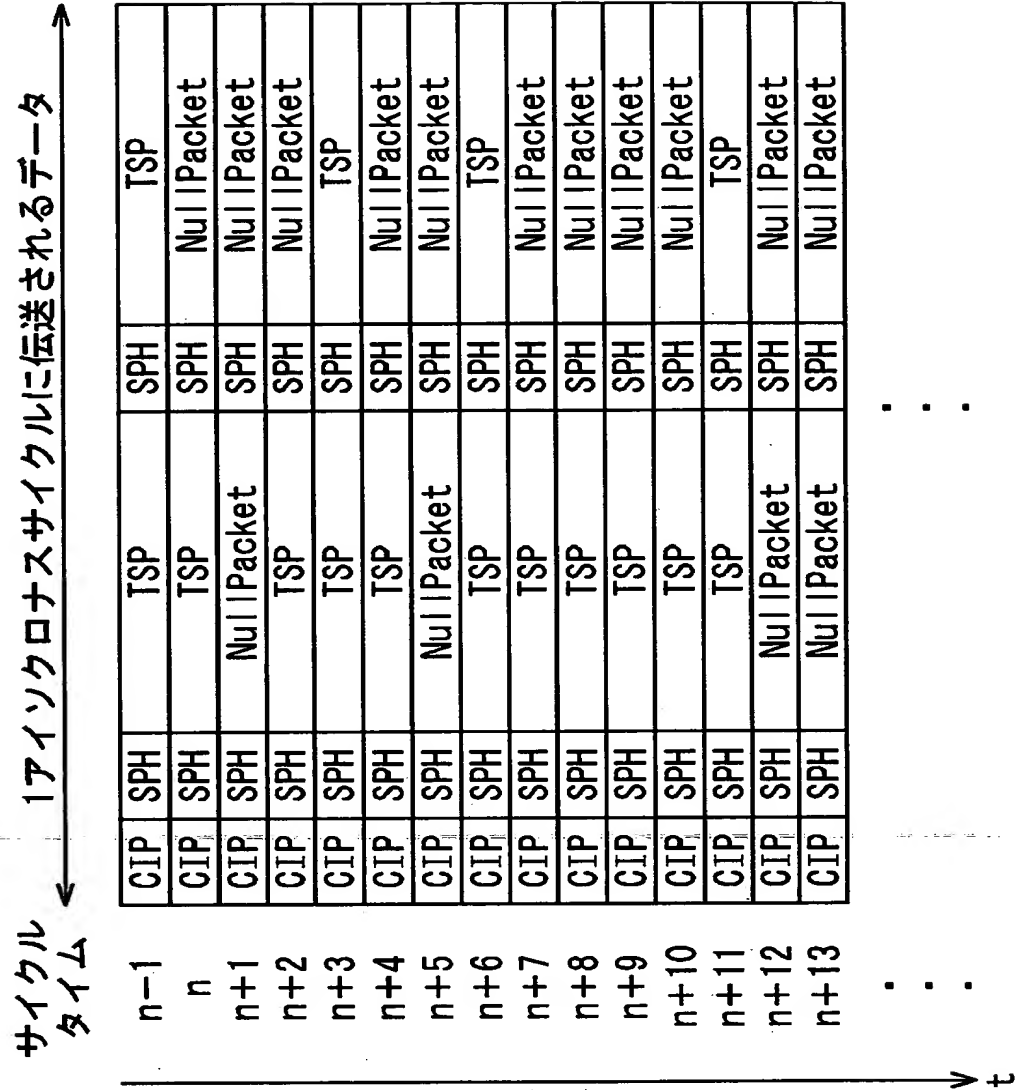 サイクル
タイム
1アイソクロナスサイクルに伝送されるデータ
n−1 CIP SPH TSP SPH TSP
n CIP SPH TSP SPH NullPacket
n+1 CIP SPH NullPacket SPH NullPacket
n+2 CIP SPH TSP SPH NullPacket
n+3 CIP SPH TSP SPH TSP
n+4 CIP SPH TSP SPH NullPacket
n+5 CIP SPH NullPacket SPH NullPacket
n+6 CIP SPH TSP SPH TSP
n+7 CIP SPH TSP SPH NullPacket
n+8 CIP SPH TSP SPH NullPacket
n+9 CIP SPH TSP SPH NullPacket
n+10 CIP SPH TSP SPH NullPacket
n+11 CIP SPH TSP SPH TSP
n+12 CIP SPH NullPacket SPH NullPacket
n+13 CIP SPH NullPacket SPH NullPacket
t